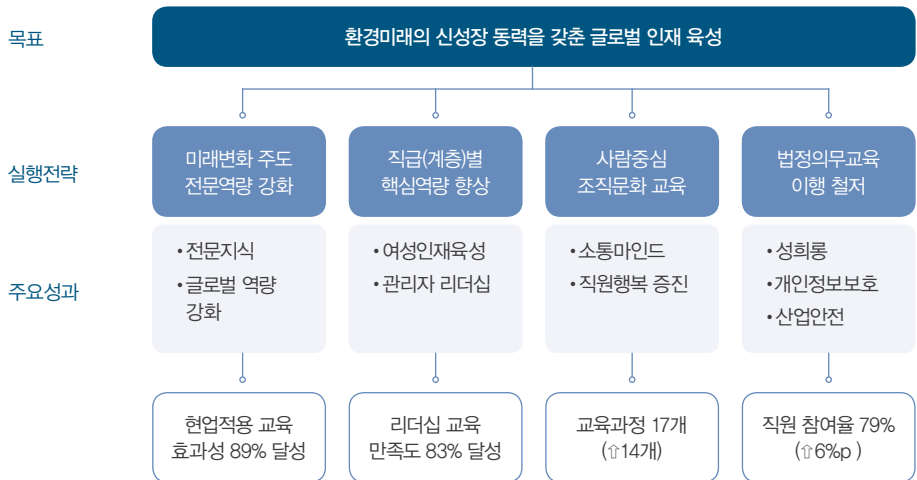 목표
환경미래의 신성장 동력을 갖춘 글로벌 인재 육성
실행전략
미래변화 주도
전문역량 강화
직급(계층)별
핵심역량 향상
사람중심
조직문화 교육
법정의무교육
이행 철저
주요성과
•전문지식
•글로벌 역량
강화
•여성인재육성
•관리자 리더십
•소통마인드
•직원행복 증진
•성희롱
•개인정보보호
•산업안전
현업적용 교육
효과성 89% 달성
리더십 교육
만족도 83% 달성
교육과정 17개
(⇧14개)
직원 참여율 79%
(⇧6%p )